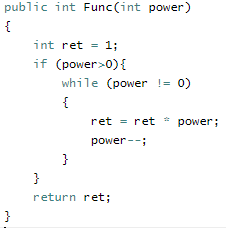 public int Func(int power)
{
    int ret = 1;
    if (power>0){
        while (power != 0)
        {
            ret = ret * power;
            power--;
        }
    }
    return ret;
}